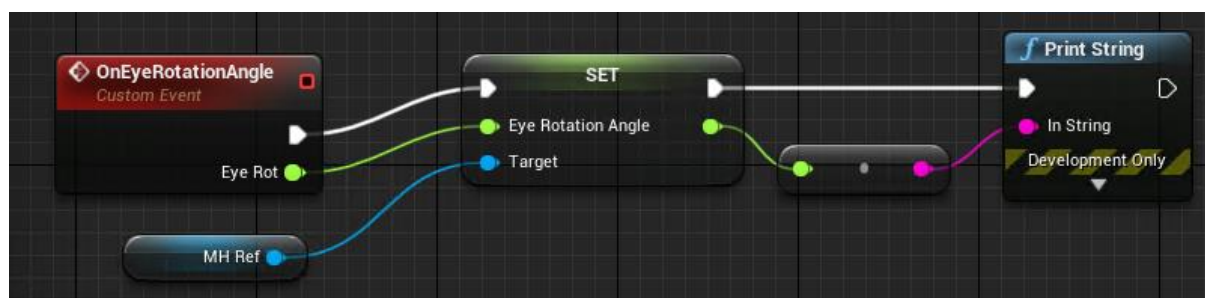 OnEyeRotationAngle
Custom Event
Eye Rot
MH Ref
SET
Eye Rotation Angle
Target
f Print String
In String
Development Only